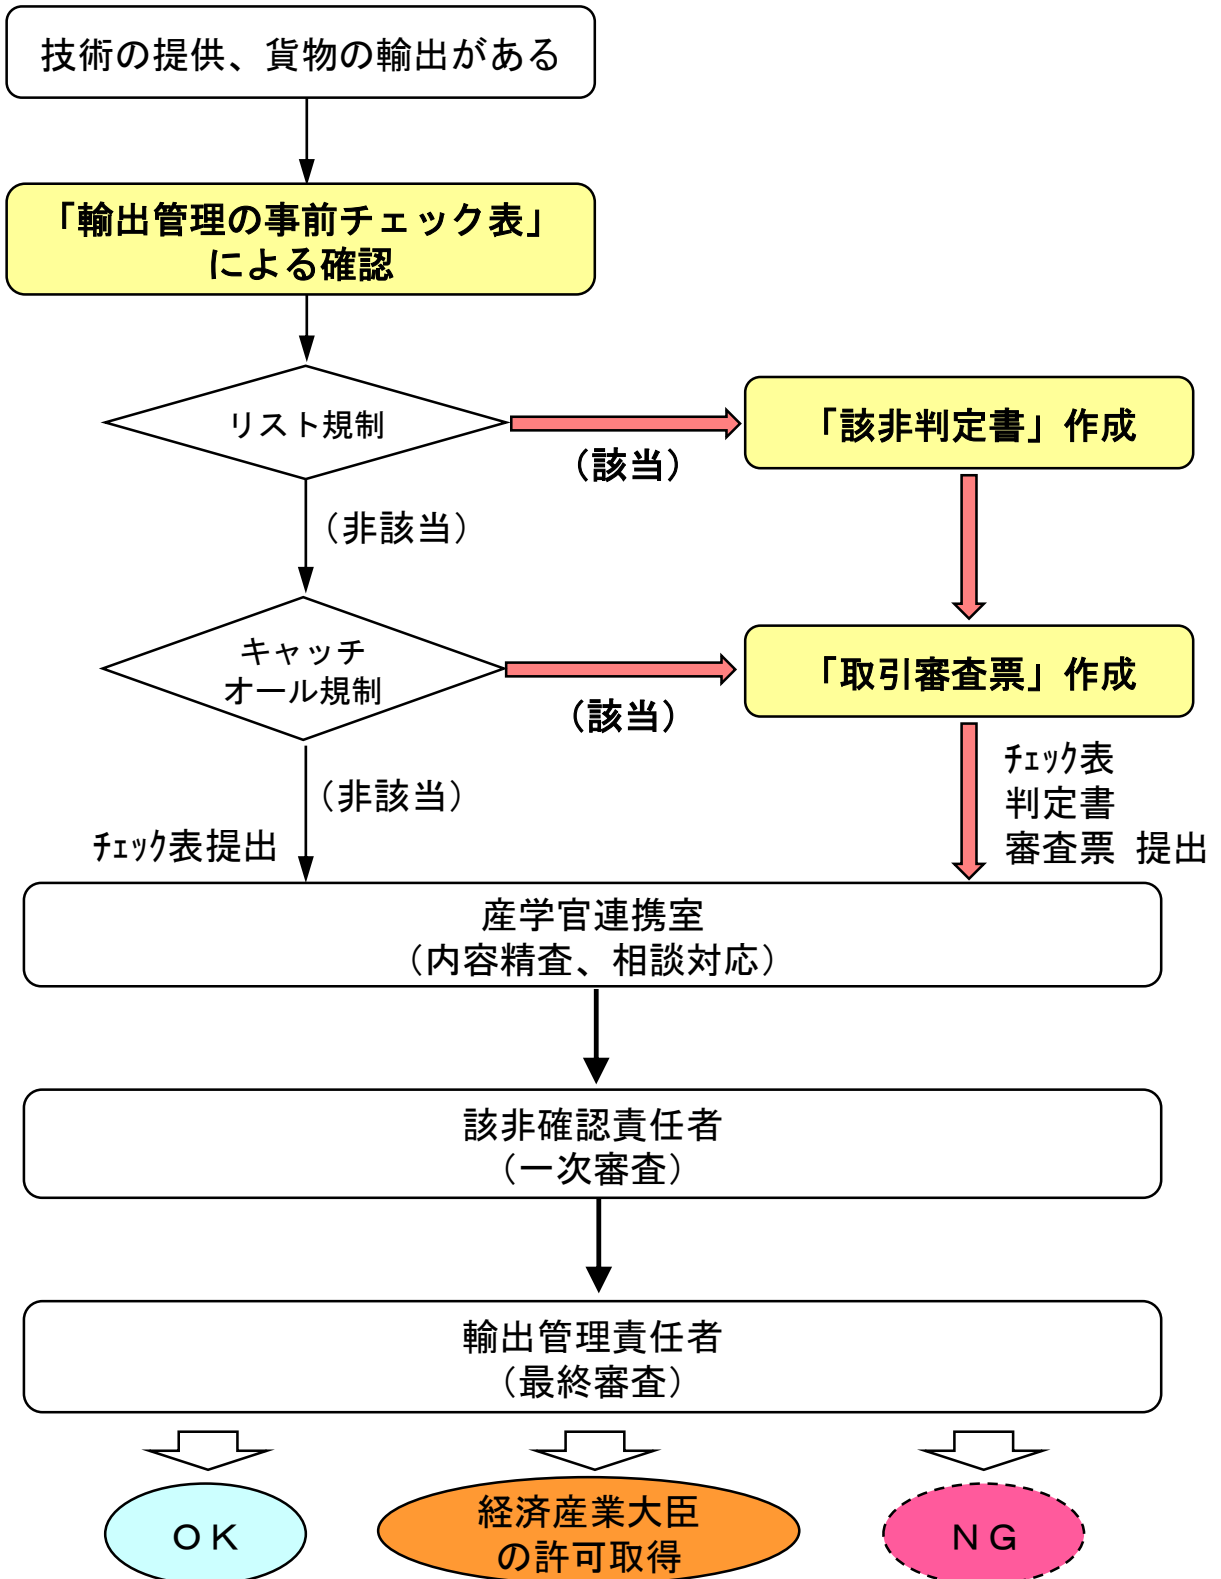 技術の提供、貨物の輸出がある
「輸出管理の事前チェック表」
による確認
リスト規制
（該当）
「該非判定書」作成
（非該当）
キャッチ
オール規制
（該当）
「取引審査票」作成
（非該当）
ﾁｪｯｸ表提出
ﾁｪｯｸ表
判定書
審査票 提出
産学官連携室
（内容精査、相談対応）
該非確認責任者
（一次審査）
輸出管理責任者
（最終審査）
ＯＫ
経済産業大臣
の許可取得
ＮＧ